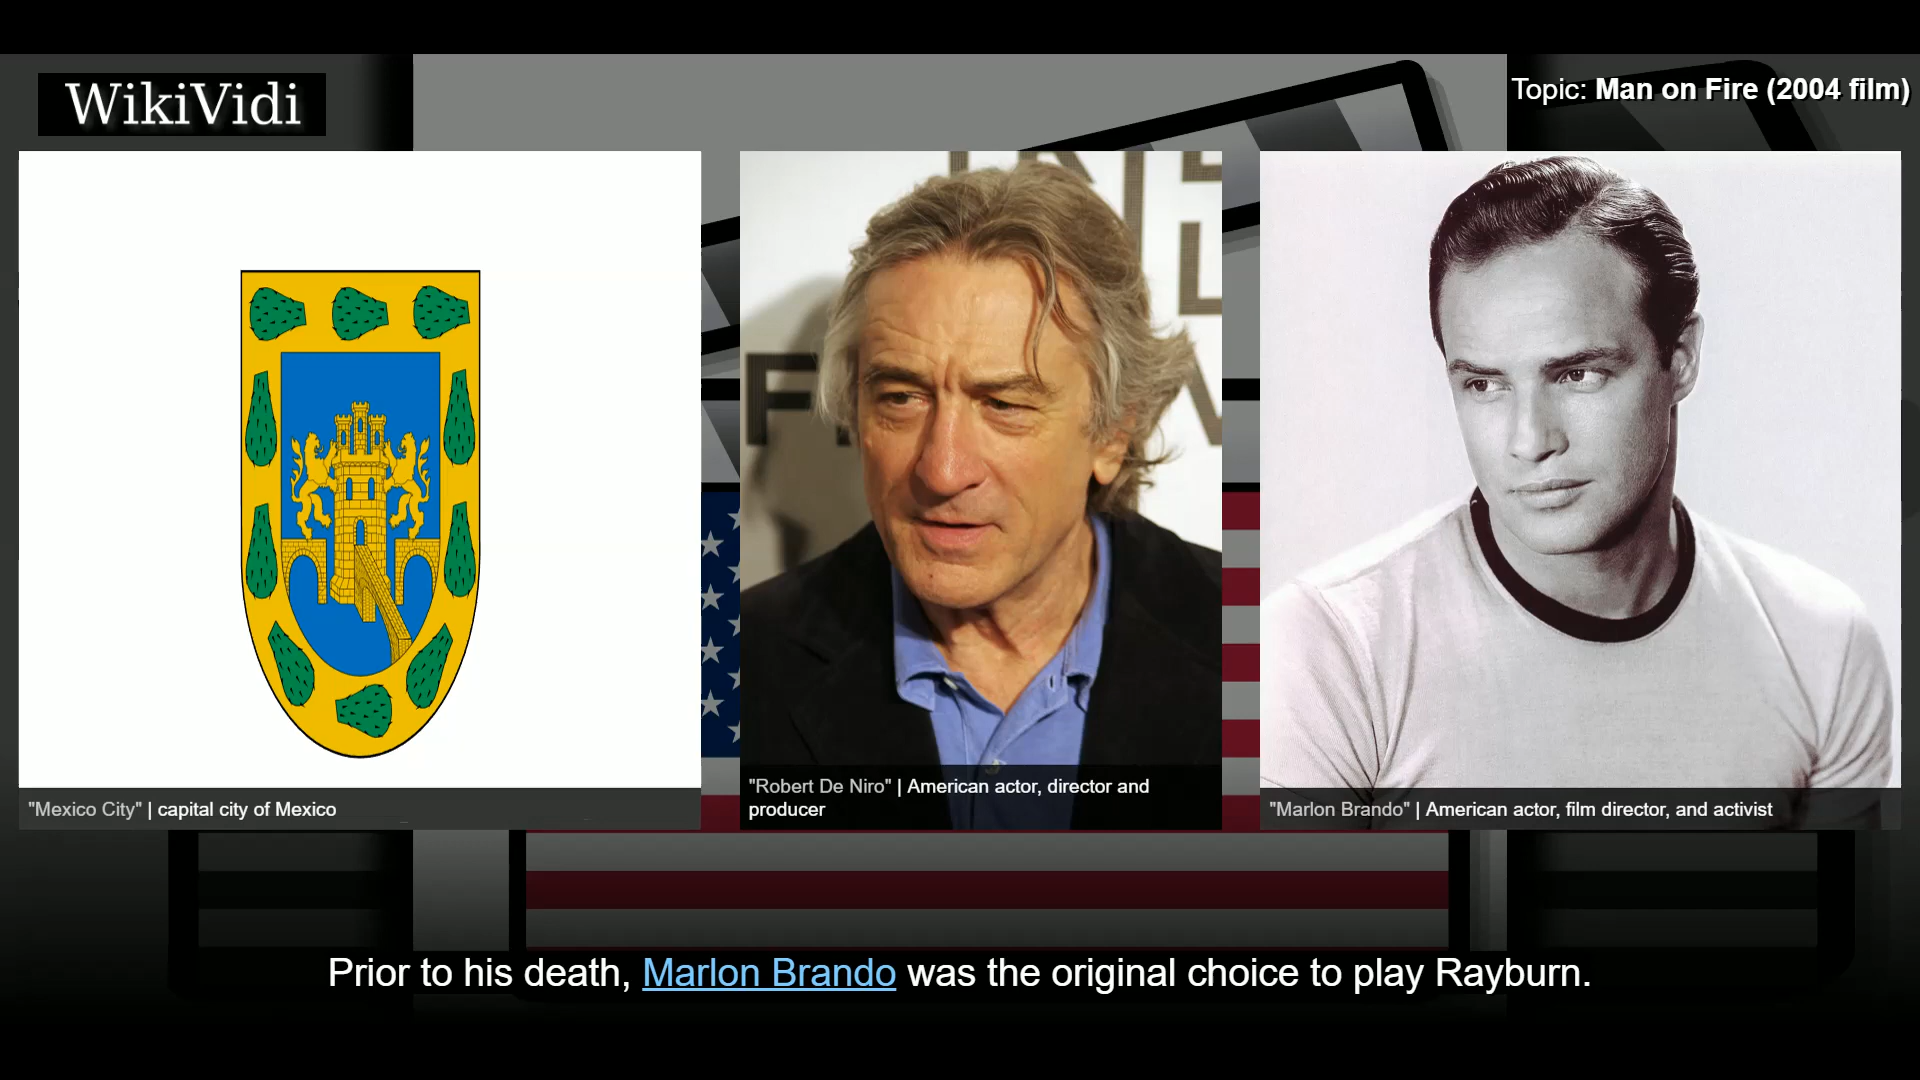 WikiVidi
Topic: Man on Fire (2004 film)
"Mexico City" | capital city of Mexico
"Robert De Niro" | American actor, director and
producer
"Marlon Brando" | American actor, film director, and activist
Prior to his death, Marlon Brando was the original choice to play Rayburn.